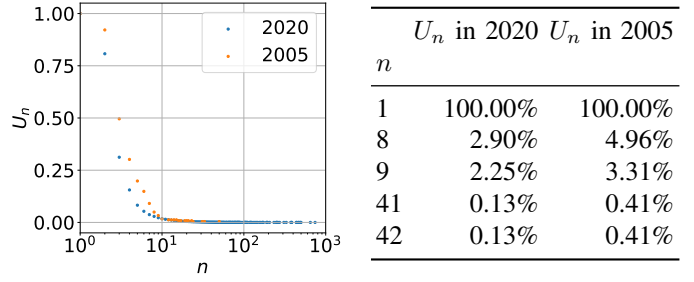 1.00
0.75
0.50
0.25
0.00
U_n
10^0
10^1
10^2
10^3
n
2020
2005
U_n in 2020 U_n in 2005
n
1 100.00% 100.00%
8 2.90% 4.96%
9 2.25% 3.31%
41 0.13% 0.41%
42 0.13% 0.41%